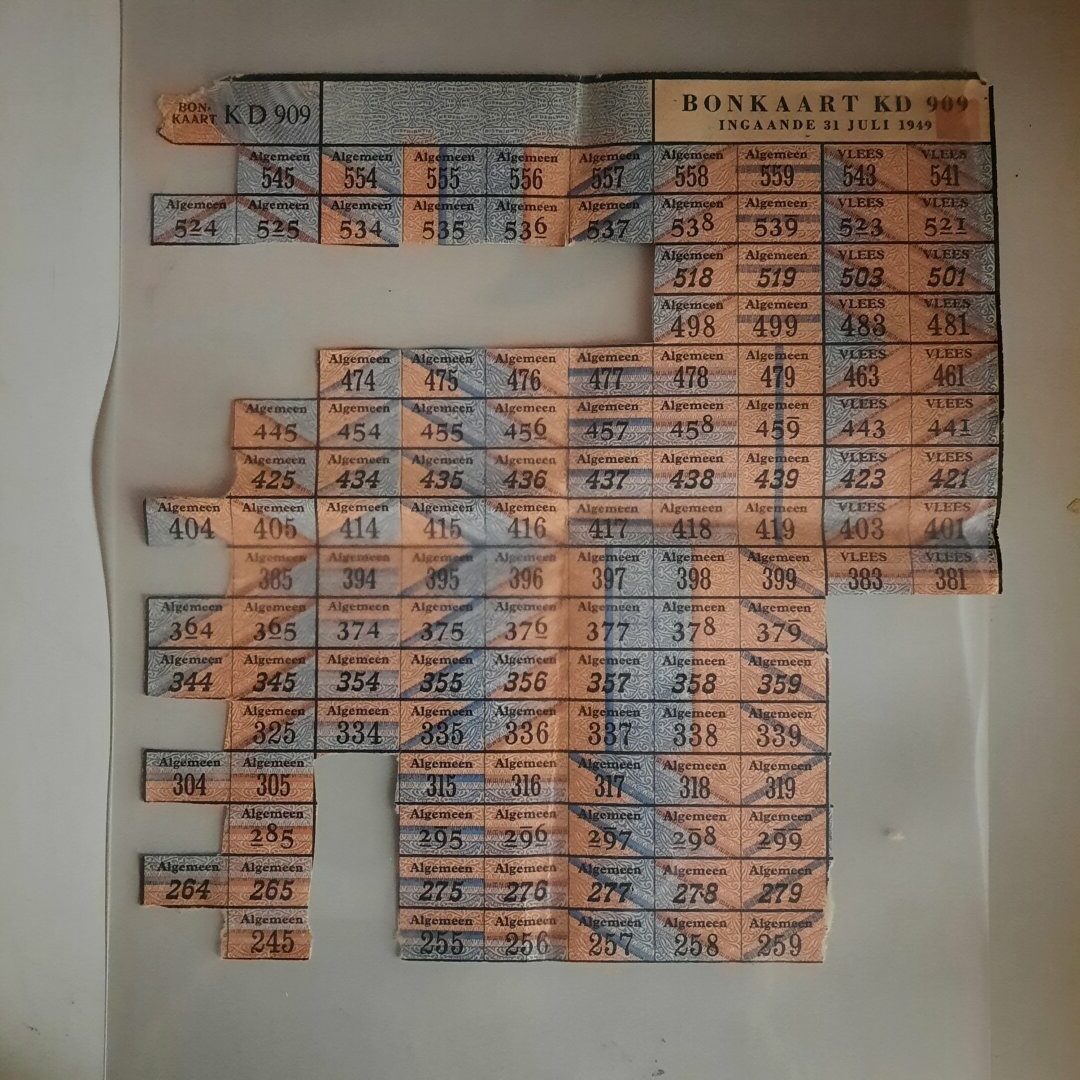 BON-
KAART KD 909
BONKAART KD 909
INGAANDE 31 JULI 1949
Algemeen Algemeen Algemeen Algemeen Algemeen Algemeen Algemeen VLEES VLEES
545 554 555 556 557 558 559 543 541
Algemeen Algemeen Algemeen Algemeen Algemeen Algemeen Algemeen Algemeen VLEES VLEES
524 525 534 535 536 537 538 539 523 521
Algemeen Algemeen VLEES VLEES
518 519 503 501
Algemeen Algemeen VLEES VLEES
498 499 483 481
Algemeen Algemeen Algemeen Algemeen Algemeen Algemeen VLEES VLEES
474 475 476 477 478 479 463 461
Algemeen Algemeen Algemeen Algemeen Algemeen Algemeen Algemeen VLEES VLEES
445 454 455 456 457 458 459 443 441
Algemeen Algemeen Algemeen Algemeen Algemeen Algemeen Algemeen VLEES VLEES
425 434 435 436 437 438 439 423 421
Algemeen Algemeen Algemeen Algemeen Algemeen Algemeen Algemeen Algemeen VLEES VLEES
404 405 414 415 416 417 418 419 403 401
Algemeen Algemeen Algemeen Algemeen Algemeen Algemeen Algemeen VLEES VLEES
385 394 395 396 397 398 399 383 381
Algemeen Algemeen Algemeen Algemeen Algemeen Algemeen Algemeen Algemeen
364 365 374 375 376 377 378 379
Algemeen Algemeen Algemeen Algemeen Algemeen Algemeen Algemeen Algemeen
344 345 354 355 356 357 358 359
Algemeen Algemeen Algemeen Algemeen Algemeen Algemeen Algemeen
325 334 335 336 337 338 339
Algemeen Algemeen Algemeen Algemeen Algemeen Algemeen Algemeen
304 305 315 316 317 318 319
Algemeen Algemeen Algemeen Algemeen Algemeen Algemeen
285 295 296 297 298 299
Algemeen Algemeen Algemeen Algemeen Algemeen Algemeen Algemeen
264 265 275 276 277 278 279
Algemeen Algemeen Algemeen Algemeen Algemeen Algemeen
245 255 256 257 258 259